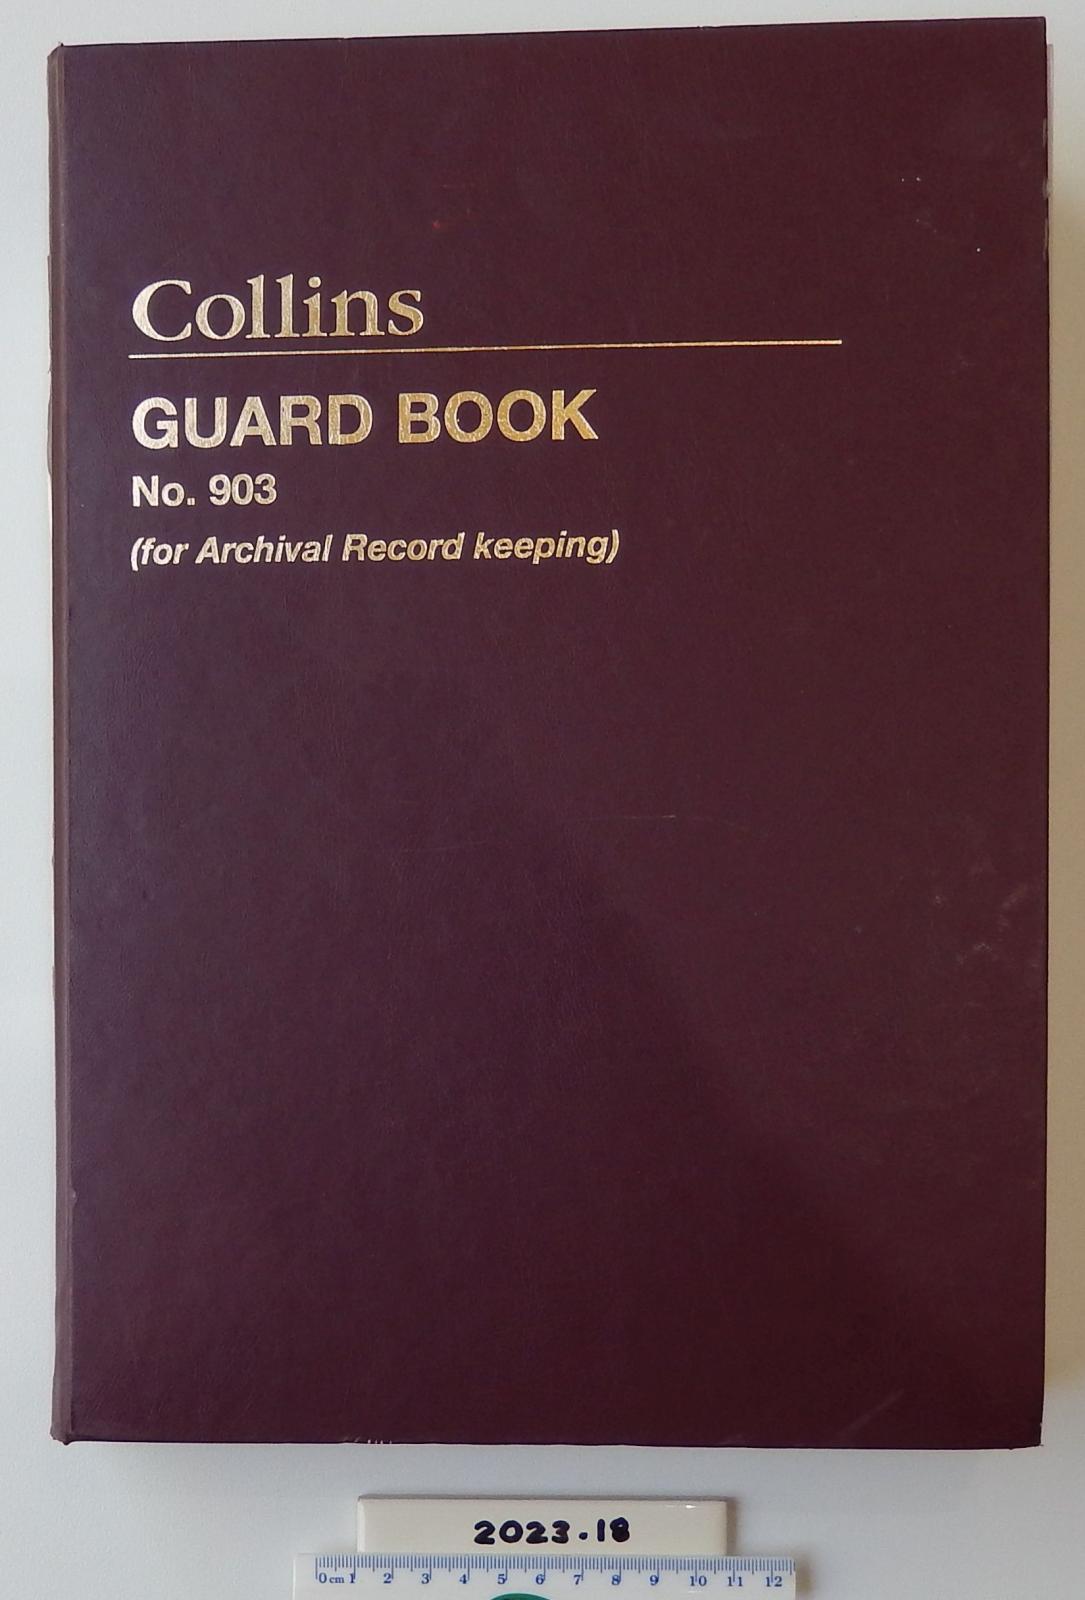 Collins
GUARD BOOK
No. 903
(for Archival Record keeping)
2023.18
0cm 1 2 3 4 5 6 7 8 9 10 11 12